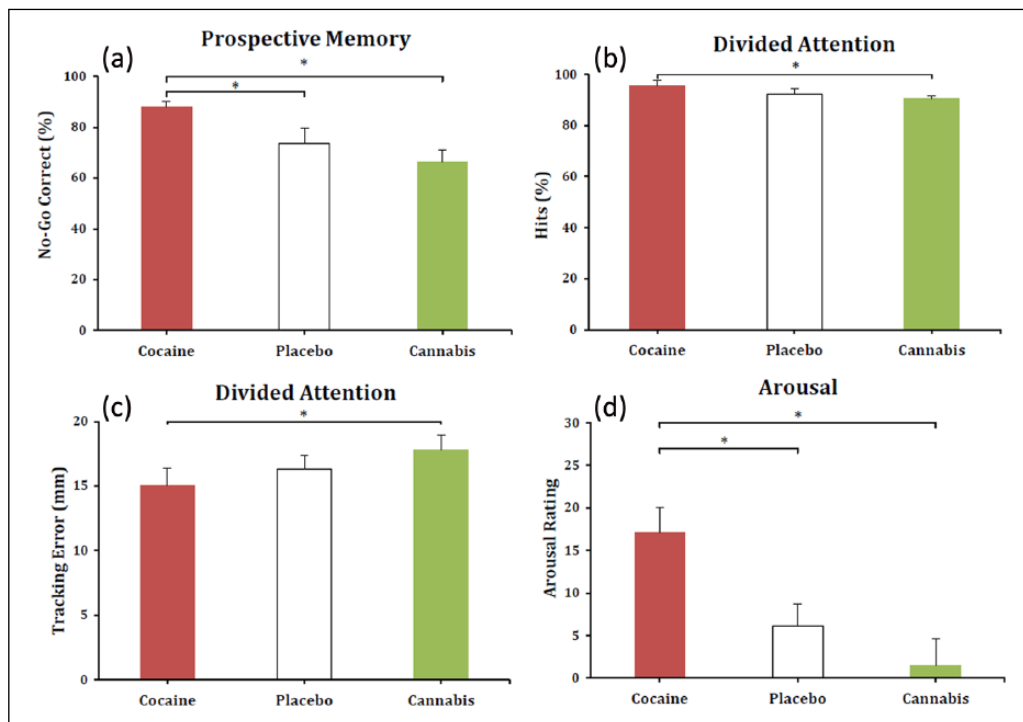 (a)
Prospective Memory
*
*
No-Go Correct (%)
100
80
60
40
20
0
Cocaine
Placebo
Cannabis
(b)
Divided Attention
*
Hits (%)
100
80
60
40
20
0
Cocaine
Placebo
Cannabis
(c)
Divided Attention
*
Tracking Error (mm)
20
15
10
5
0
Cocaine
Placebo
Cannabis
(d)
Arousal
*
*
Arousal Rating
30
25
20
15
10
5
0
Cocaine
Placebo
Cannabis